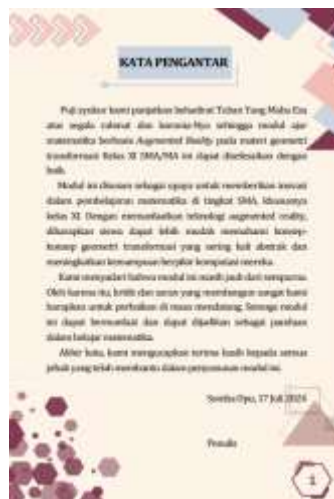 KATA PENGANTAR
Puji syukur kami panjatkan kehadirat Tuhan Yang Maha Esa
atas segala rahmat dan karunia-Nya sehingga modul ajar
matematika berbasis Augmented Reality pada materi geometri
transformasi Kelas XI SMA/MA ini dapat diselesaikan dengan
baik.
Modul ini disusun sebagai upaya untuk memberikan inovasi
dalam pembelajaran matematika di tingkat SMA, khususnya
kelas XI. Dengan memanfaatkan teknologi augmented reality,
diharapkan siswa dapat lebih mudah memahami konsep-
konsep geometri transformasi yang sering kali abstrak dan
meningkatkan kemampuan berpikir komputasi mereka.
Kami menyadari bahwa modul ini masih jauh dari sempurna.
Oleh karena itu, kritik dan saran yang membangun sangat kami
harapkan untuk perbaikan di masa mendatang. Semoga modul
ini dapat bermanfaat dan dapat dijadikan sebagai panduan
dalam belajar matematika.
Akhir kata, kami mengucapkan terima kasih kepada semua
pihak yang telah membantu dalam penyusunan modul ini.
Somba Opu, 17 Juli 2024
Penulis
1